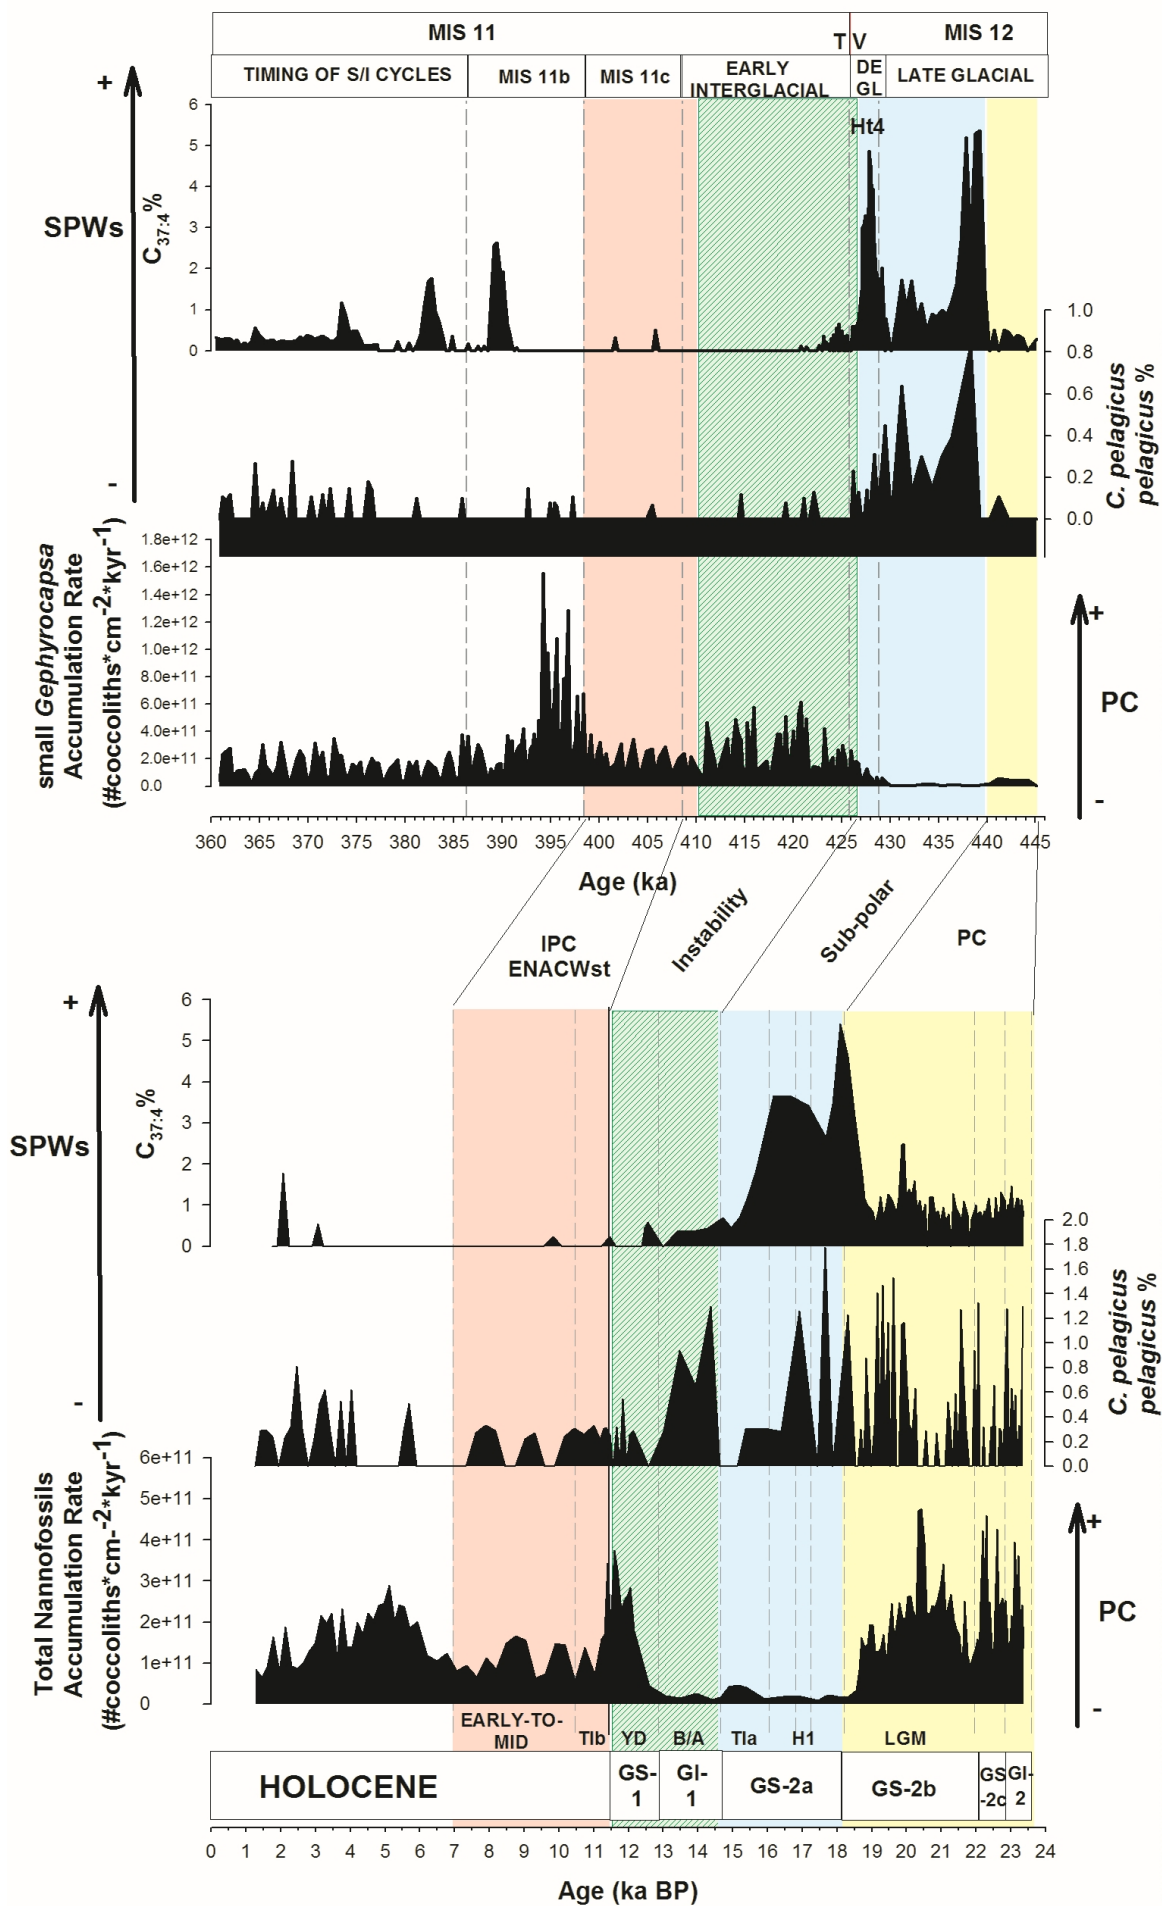 MIS 11
T V
MIS 12
TIMING OF S/I CYCLES
MIS 11b
MIS 11c
EARLY
INTERGLACIAL
DE
GL
LATE GLACIAL
Ht4
+
SPWs
-
C37:4%
6
5
4
3
2
1
0
1.0
0.8
0.6
0.4
0.2
0.0
C. pelagicus
pelagicus %
small Gephyrocapsa
Accumulation Rate
(#cocccoliths*cm-2*kyr-1)
1.8e+12
1.6e+12
1.4e+12
1.2e+12
1.0e+12
8.0e+11
6.0e+11
4.0e+11
2.0e+11
0.0
+
PC
-
360 365 370 375 380 385 390 395 400 405 410 415 420 425 430 435 440 445
Age (ka)
IPC
ENACWst
Instability
Sub-polar
PC
+
SPWs
-
C37:4%
6
5
4
3
2
1
0
2.0
1.8
1.6
1.4
1.2
1.0
0.8
0.6
0.4
0.2
0.0
C. pelagicus
pelagicus %
Total Nannofossils
Accumulation Rate
(#cocccoliths*cm-2*kyr-1)
6e+11
5e+11
4e+11
3e+11
2e+11
1e+11
0
+
PC
-
EARLY-TO-
MID
TIb
YD
B/A
TIa
H1
LGM
HOLOCENE
GS-
1
GI-
1
GS-2a
GS-2b
GS
-2c
GI-
2
0 1 2 3 4 5 6 7 8 9 10 11 12 13 14 15 16 17 18 19 20 21 22 23 24
Age (ka BP)